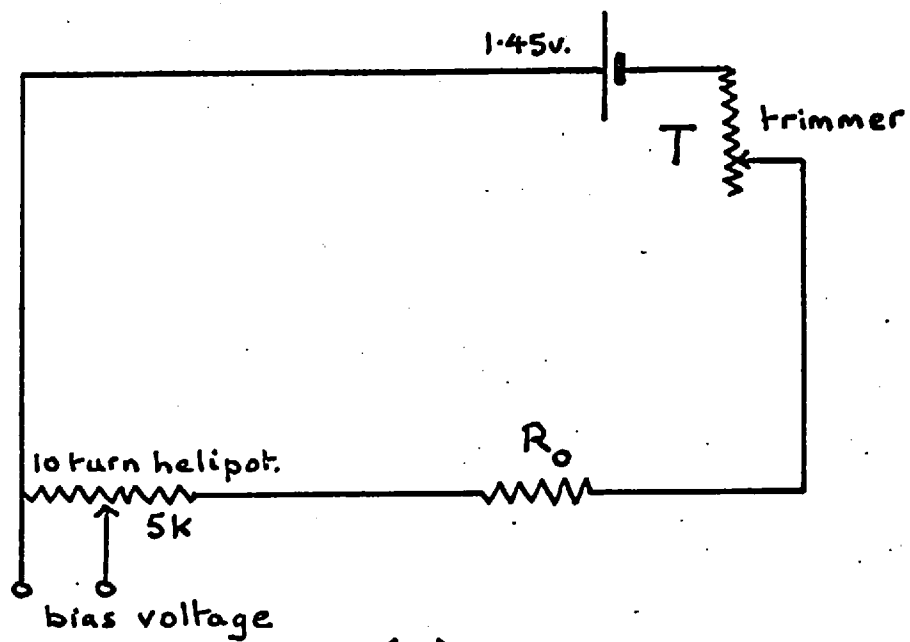 1.45v.
T
trimmer
R₀
10 turn helipot.
5k
bias voltage